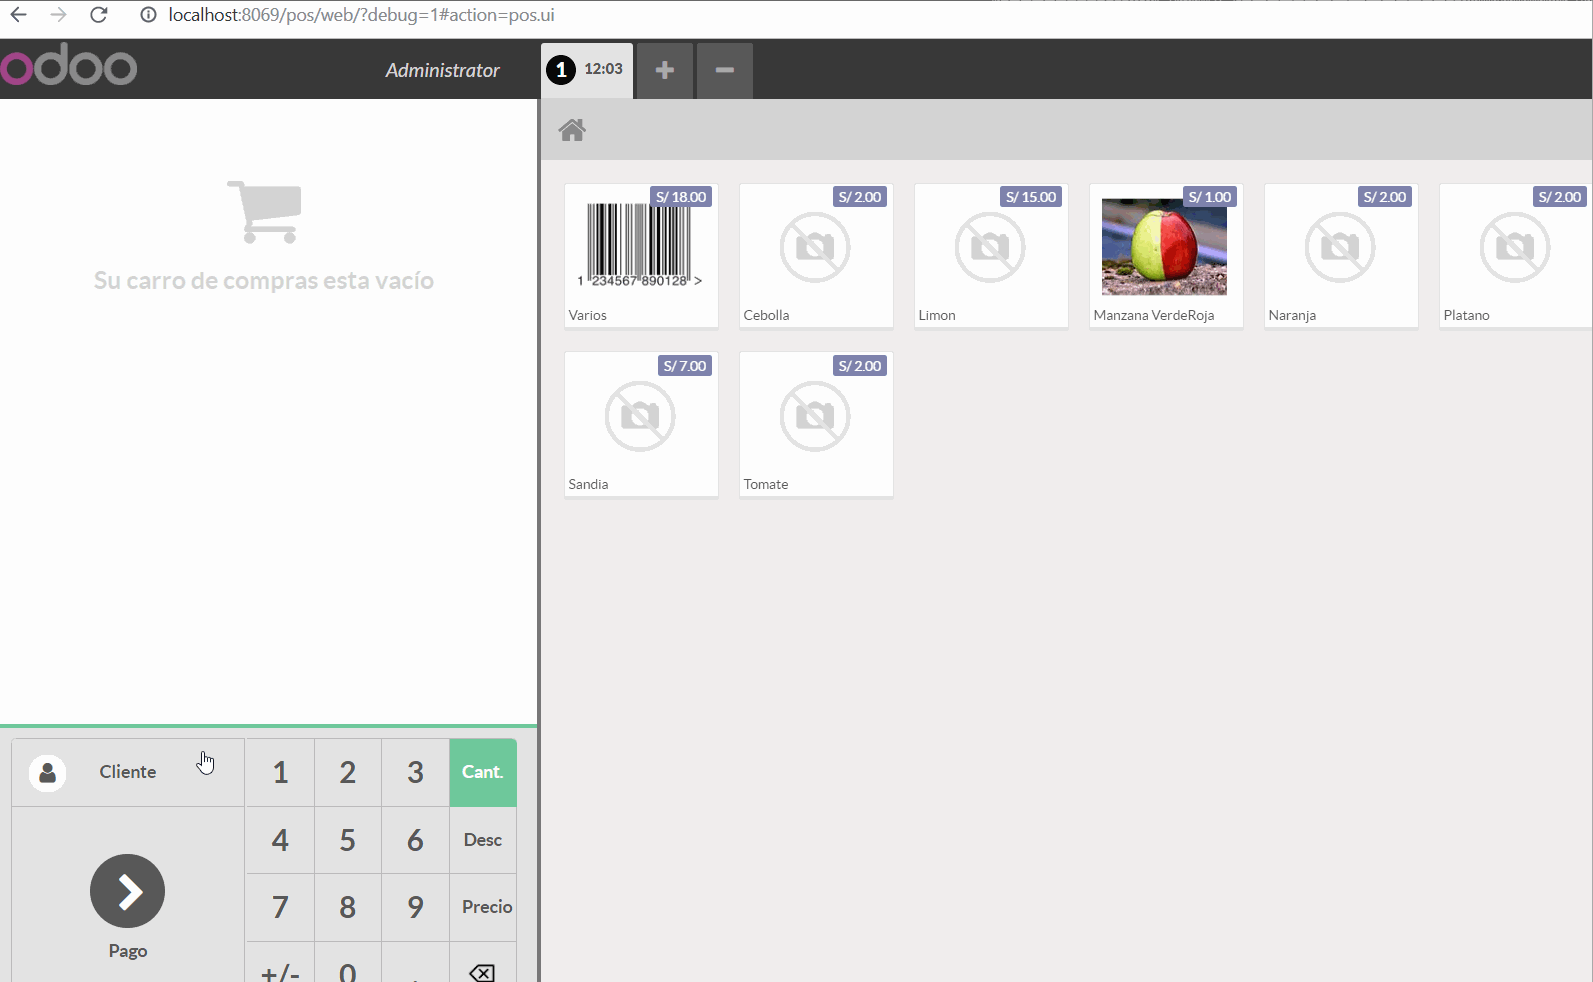 localhost:8069/pos/web/?debug=1#action=pos.ui
odoo
Administrator
1 12:03
Su carro de compras esta vacío
S/ 18.00
1 234567 890128 >
Varios
S/ 2.00
Cebolla
S/ 15.00
Limon
S/ 1.00
Manzana VerdeRoja
S/ 2.00
Naranja
S/ 2.00
Platano
S/ 7.00
Sandia
S/ 2.00
Tomate
Cliente
1 2 3 Cant.
4 5 6 Desc
7 8 9 Precio
Pago
+/- 0 .